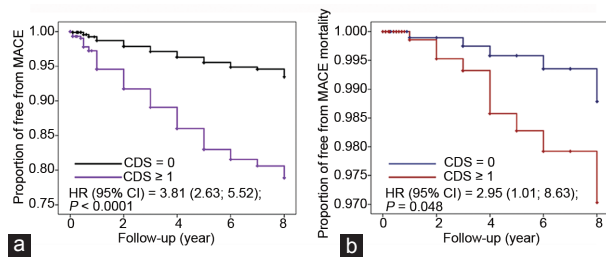 Proportion of free from MACE
1.00
0.95
0.90
0.85
0.80
0.75
CDS = 0
CDS ≥ 1
HR (95% CI) = 3.81 (2.63; 5.52);
P < 0.0001
0 2 4 6 8
Follow-up (year)
a
Proportion of free from MACE mortality
1.000
0.995
0.990
0.985
0.980
0.975
0.970
CDS = 0
CDS ≥ 1
HR (95% CI) = 2.95 (1.01; 8.63);
P = 0.048
0 2 4 6 8
Follow-up (year)
b